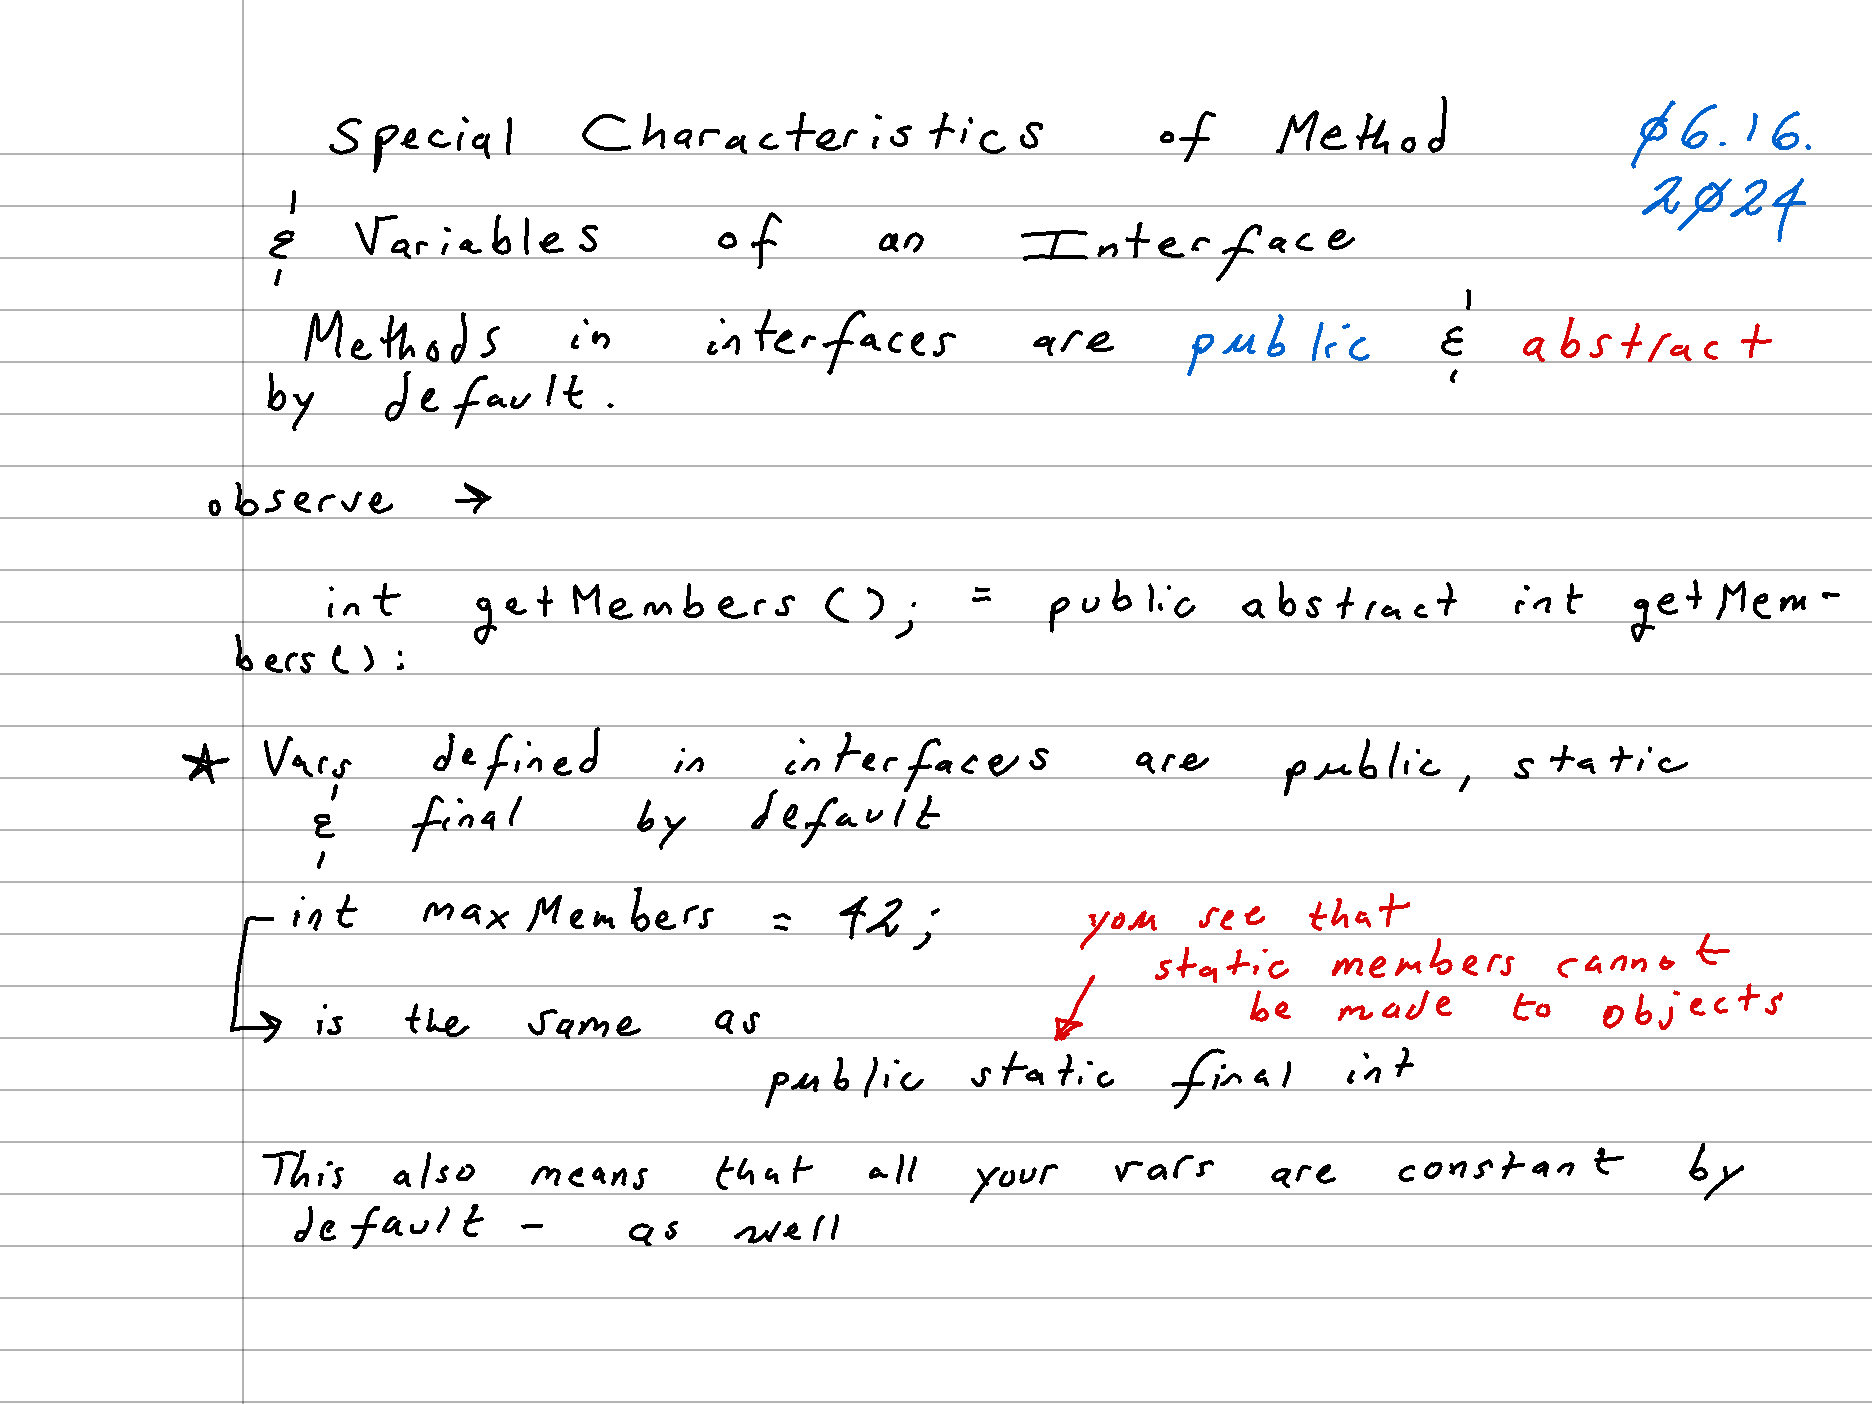 Special Characteristics of Method
ø6.16.
2ø24
& Variables of an Interface
Methods in interfaces are public & abstract
by default.
observe →
int getMembers(); = public abstract int getMem-
bers():
★ Vars defined in interfaces are public, static
& final by default
int maxMembers = 42;
you see that
static members cannot
be made to objects
→ is the same as
public static final int
This also means that all your vars are constant by
default - as well